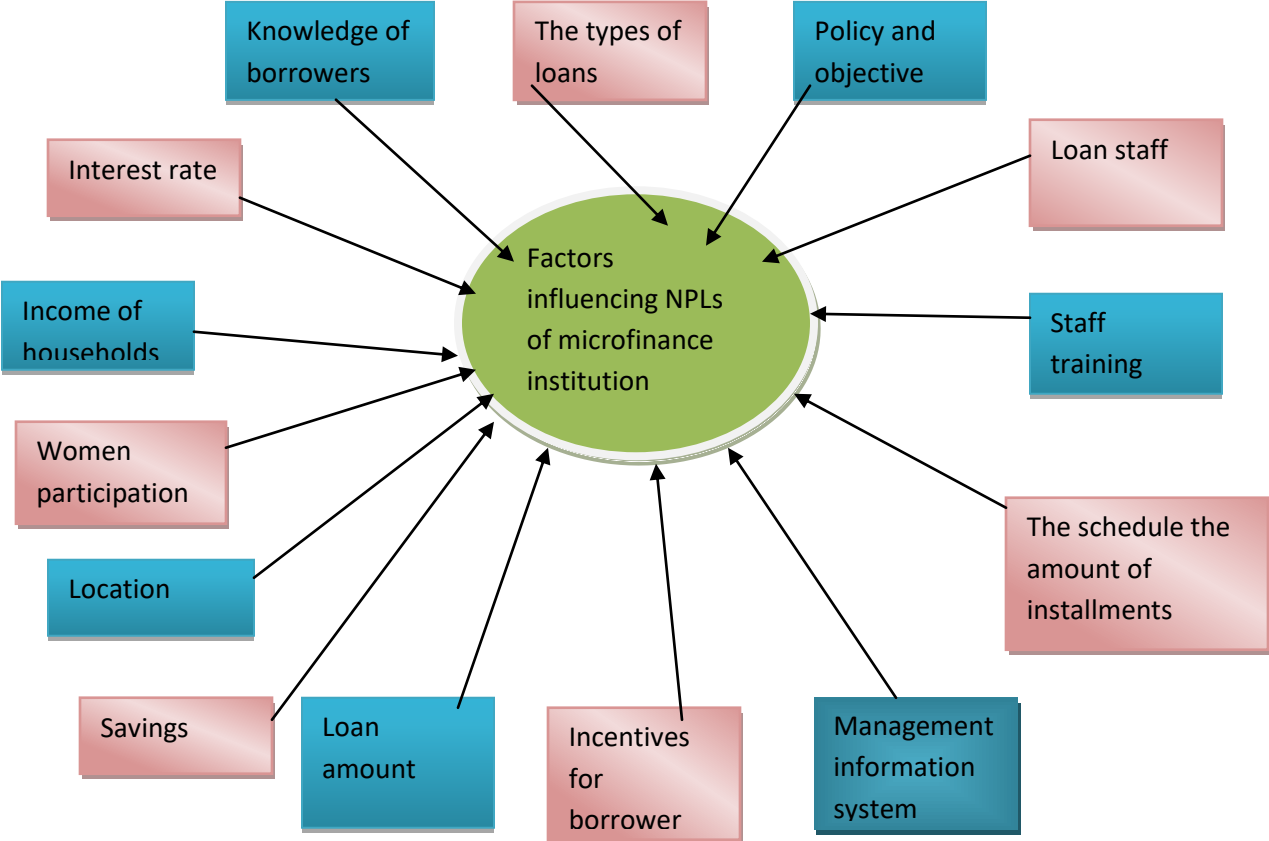 Knowledge of
borrowers
The types of
loans
Policy and
objective
Loan staff
Interest rate
Factors
influencing NPLs
of microfinance
institution
Income of
households
Staff
training
Women
participation
The schedule the
amount of
installments
Location
Savings
Loan
amount
Incentives
for
borrower
Management
information
system